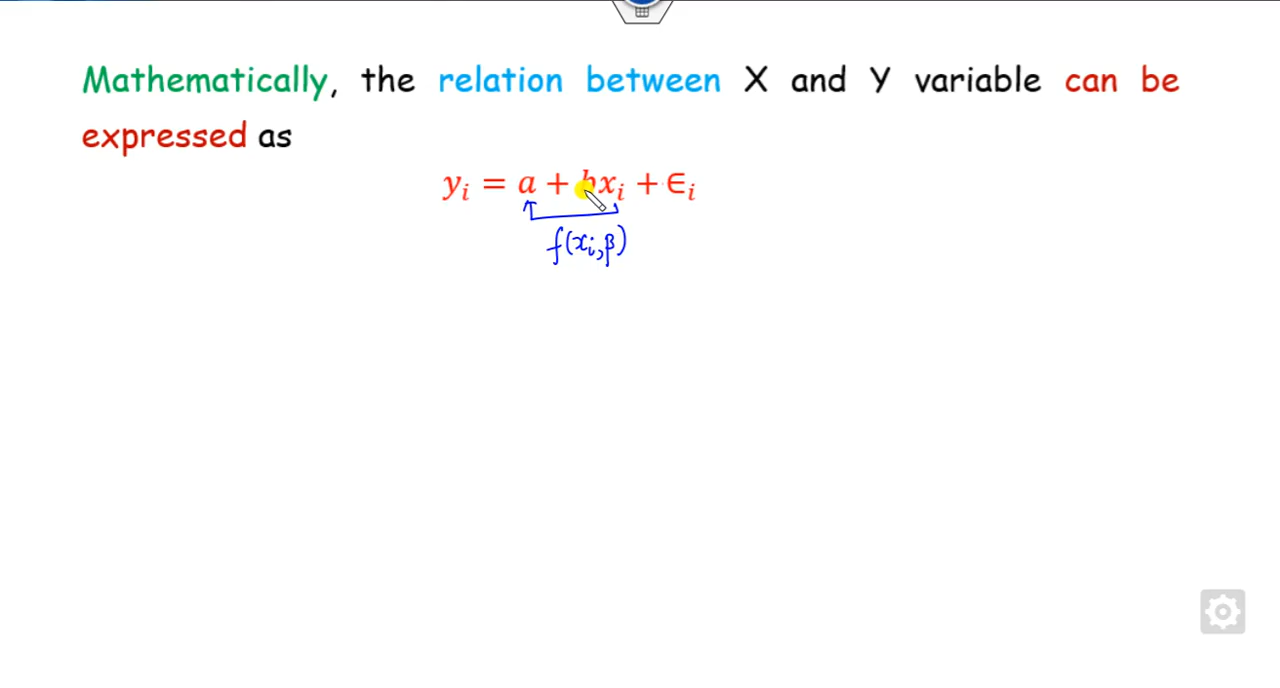 Mathematically, the relation between X and Y variable can be
expressed as
yᵢ = a + bxᵢ + ∈ᵢ
f(xᵢ,β)